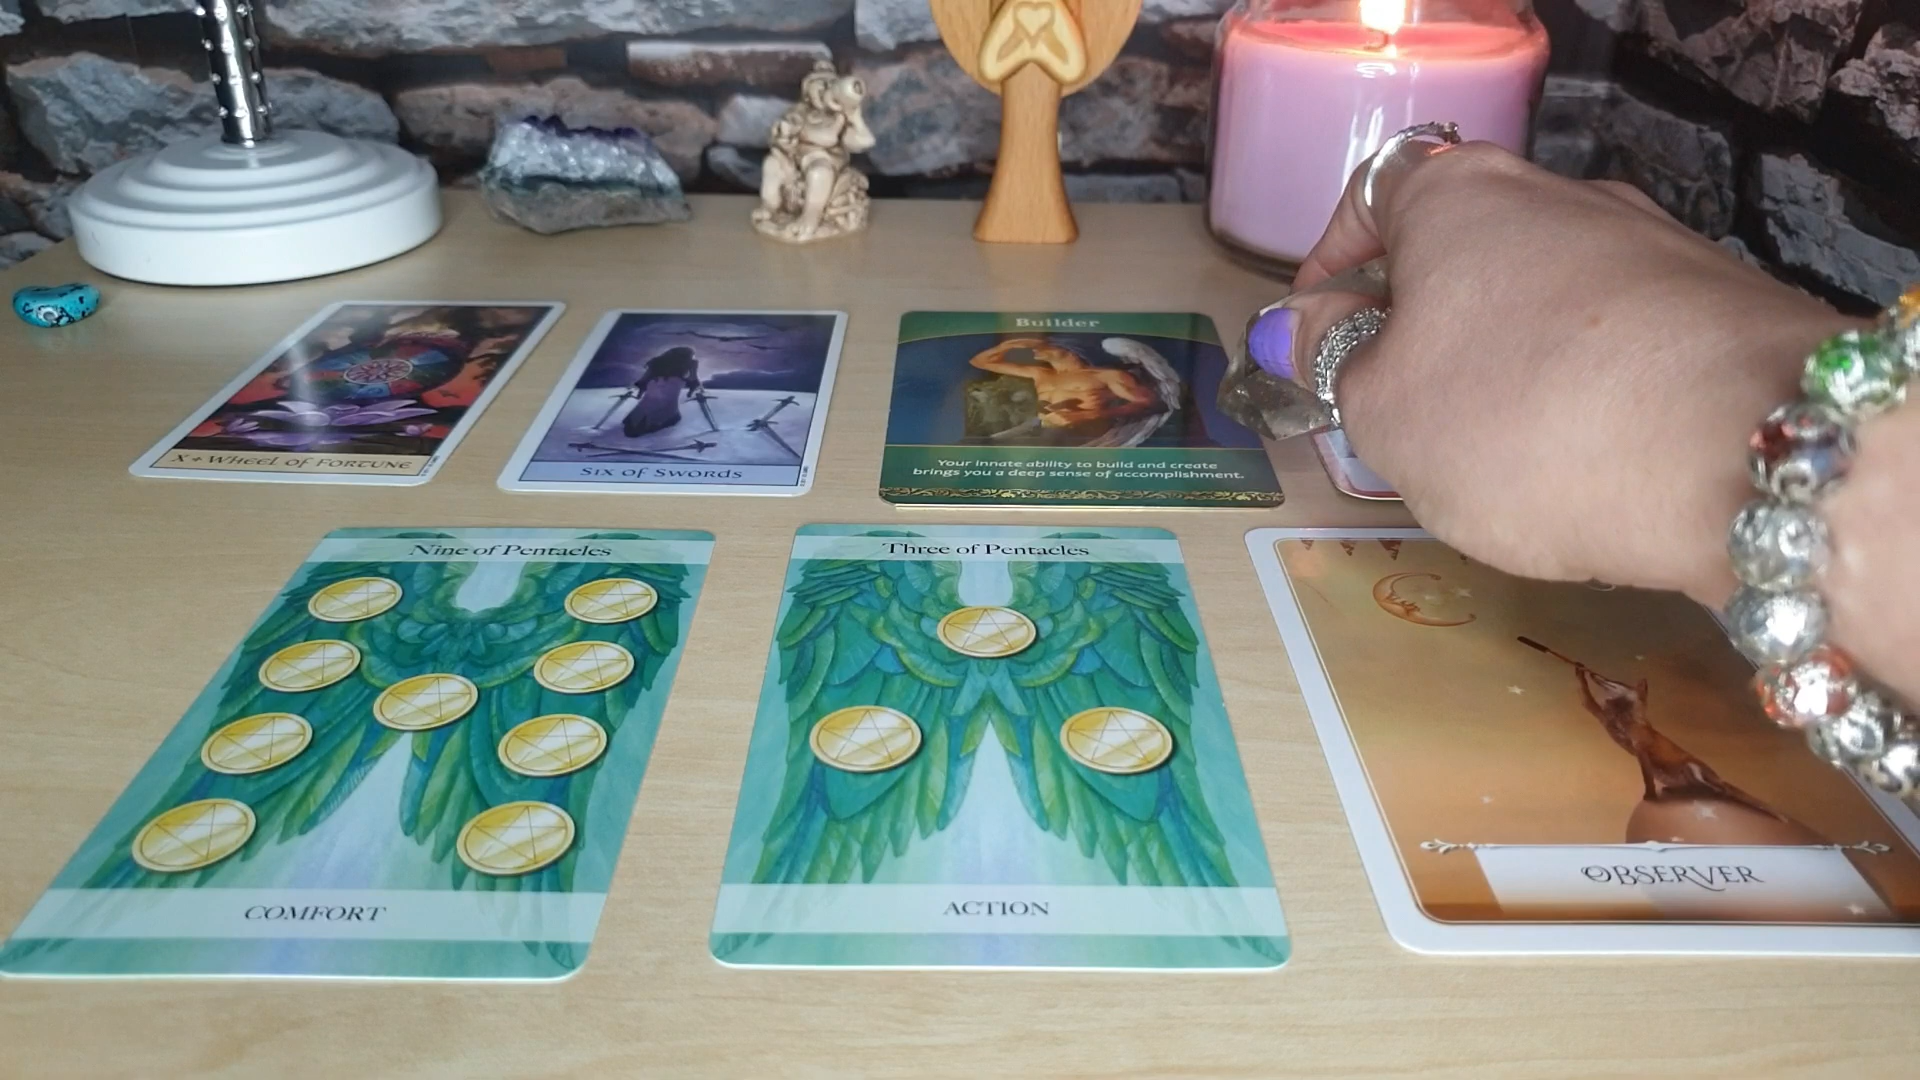 X + Wheel of Fortune
Six of Swords
Builder
Your innate ability to build and create
brings you a deep sense of accomplishment.
Nine of Pentacles
COMFORT
Three of Pentacles
ACTION
OBSERVER